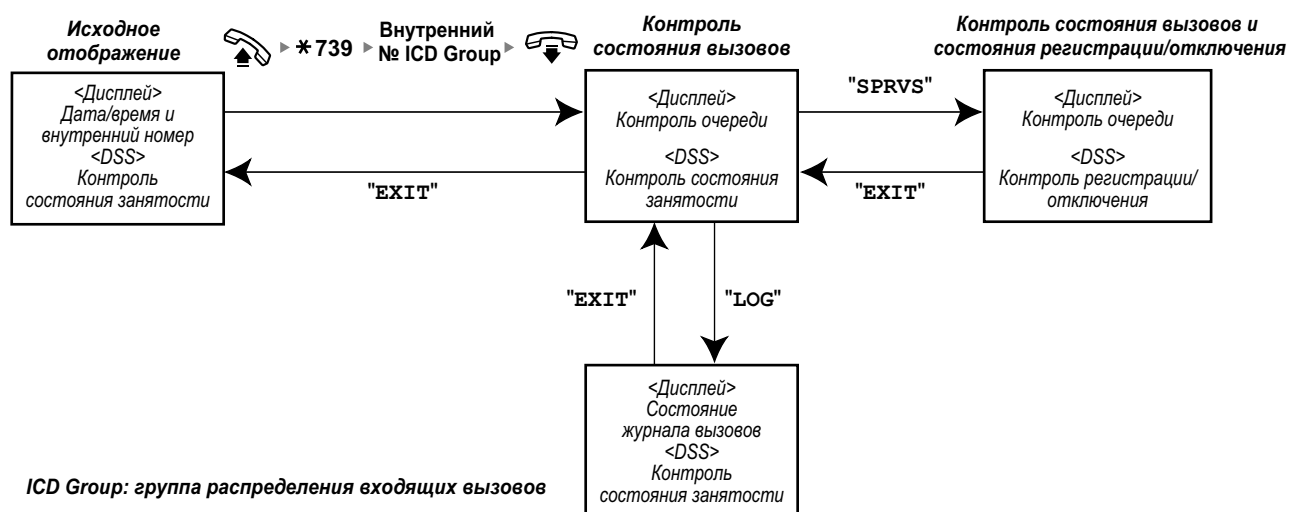 Исходное
отображение
*739
Внутренний
№ ICD Group
Контроль
состояния вызовов
Контроль состояния вызовов и
состояния регистрации/отключения
<Дисплей>
Дата/время и
внутренний номер
<DSS>
Контроль
состояния занятости
"EXIT"
<Дисплей>
Контроль очереди
<DSS>
Контроль состояния
занятости
"SPRVS"
"EXIT"
<Дисплей>
Контроль очереди
<DSS>
Контроль регистрации/
отключения
"EXIT"
"LOG"
<Дисплей>
Состояние
журнала вызовов
<DSS>
Контроль
состояния занятости
ICD Group: группа распределения входящих вызовов